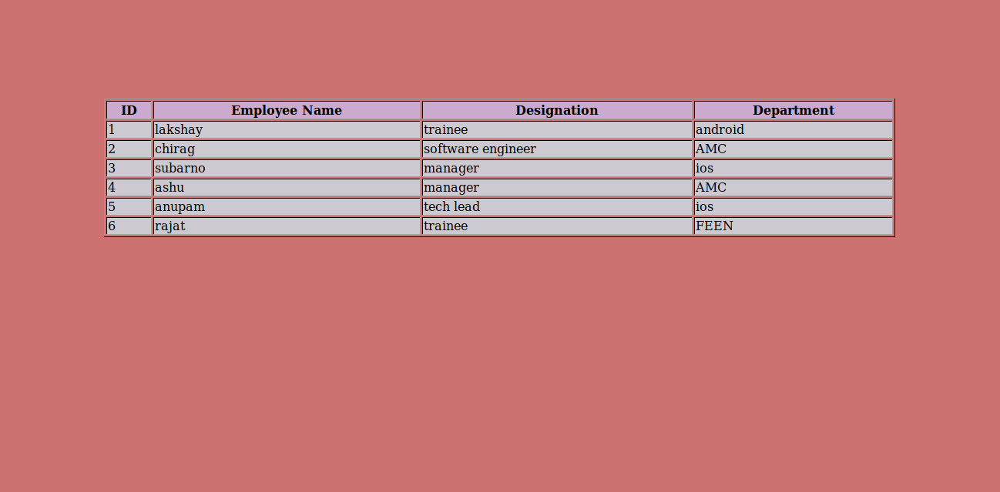 ID Employee Name Designation Department
1 lakshay trainee android
2 chirag software engineer AMC
3 subarno manager ios
4 ashu manager AMC
5 anupam tech lead ios
6 rajat trainee FEEN